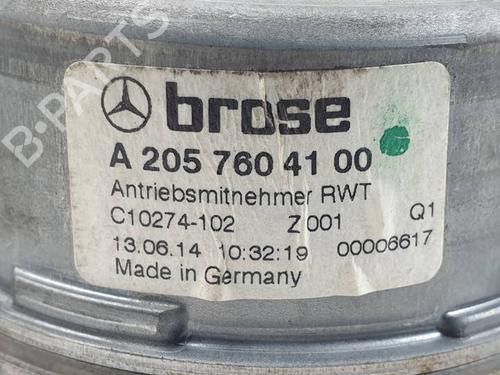 brose
A 205 760 41 00
Antriebsmitnehmer RWT
C10274-102 Z 001 Q1
13.06.14 10:32:19 00006617
Made in Germany
B-PARTS